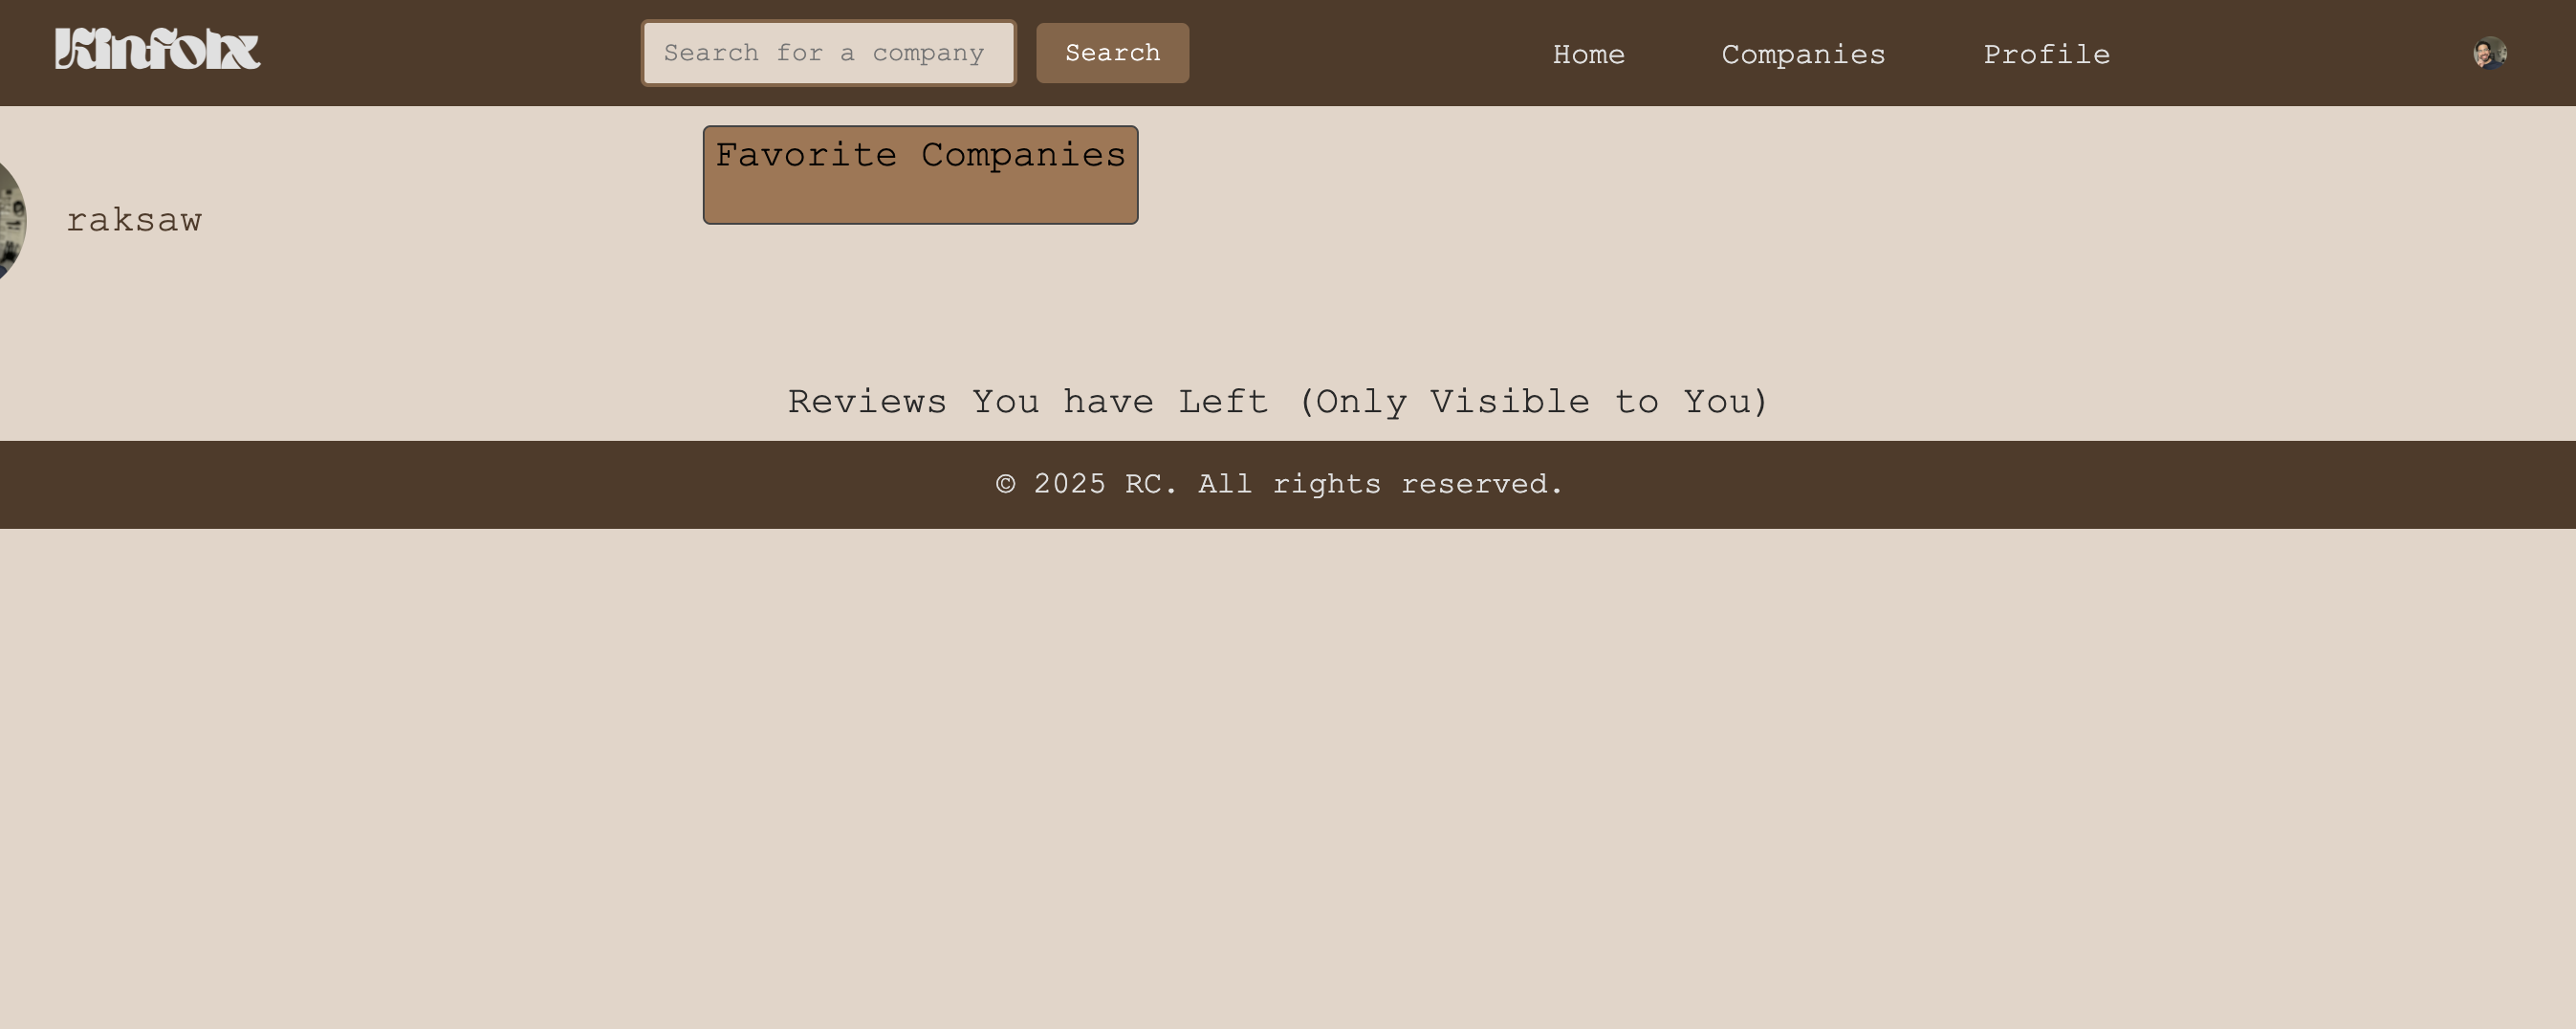 Kinfolx
Search for a company
Search
Home
Companies
Profile
Favorite Companies
raksaw
Reviews You have Left (Only Visible to You)
© 2025 RC. All rights reserved.